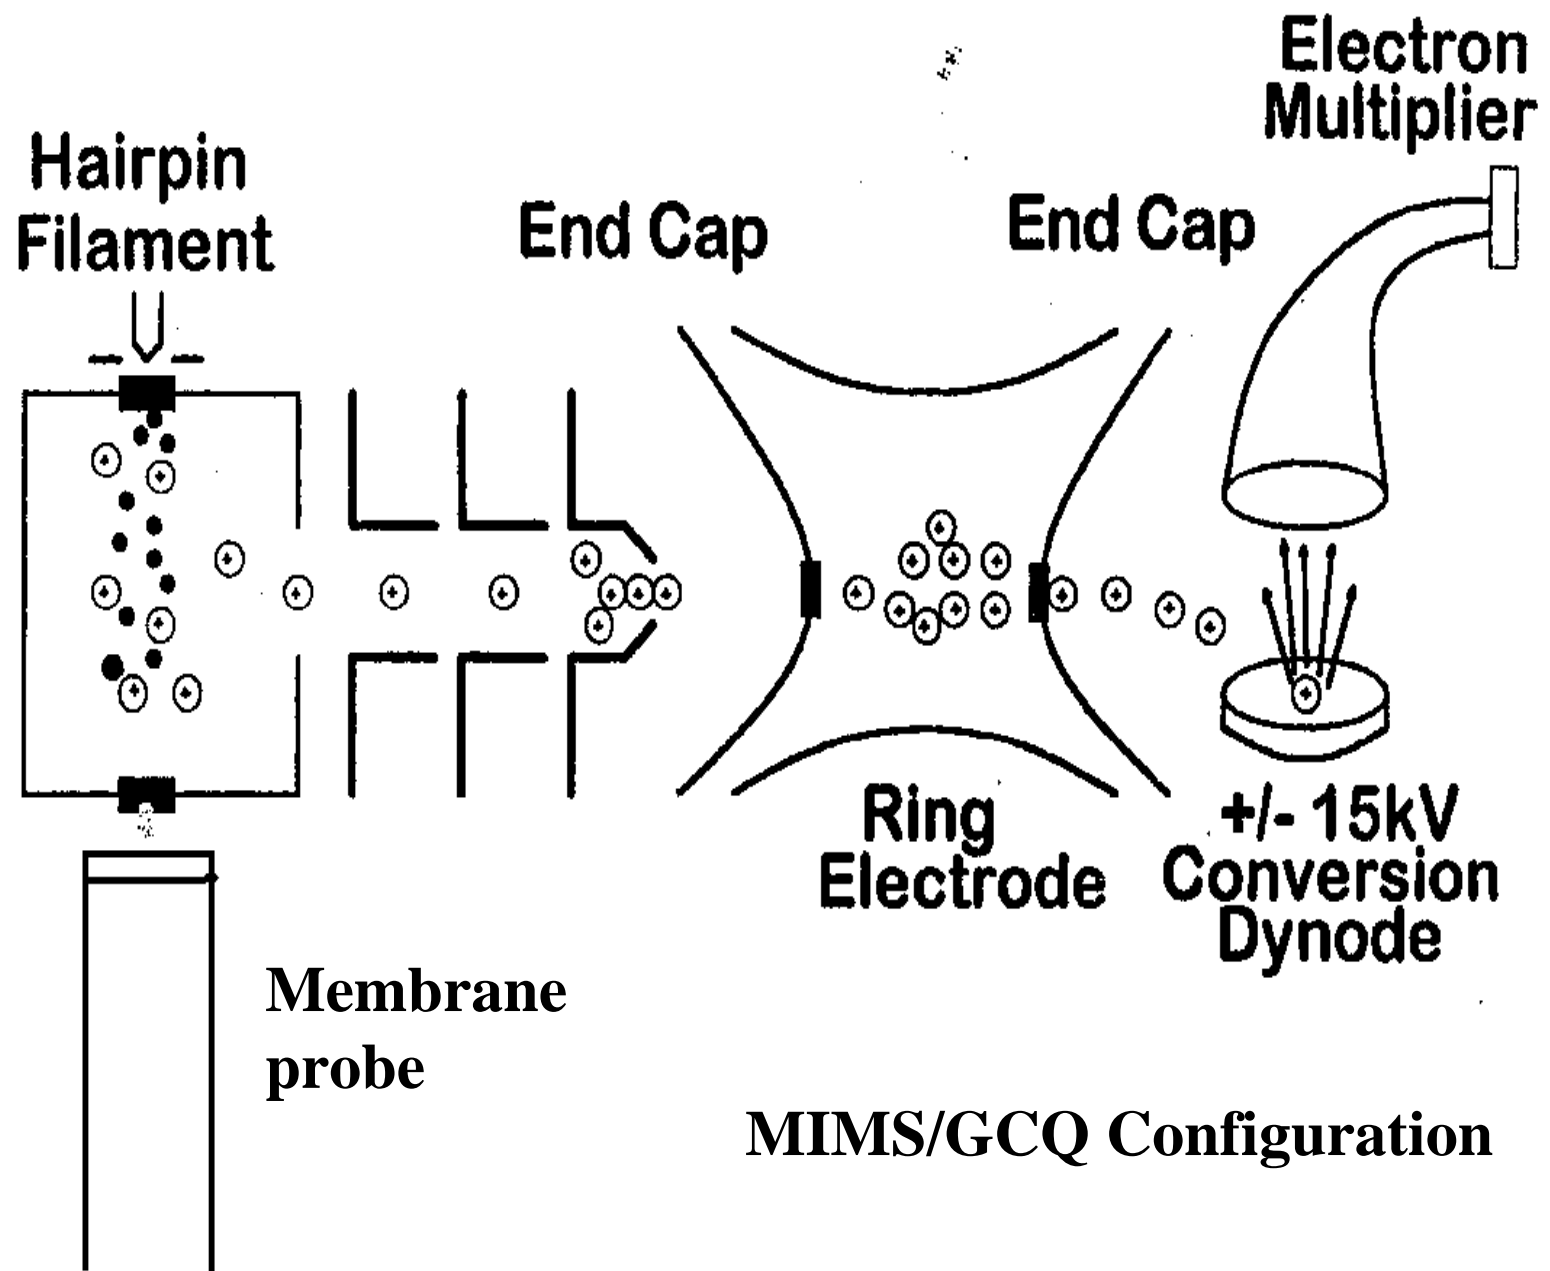 Electron
Multiplier
Hairpin
Filament
End Cap
End Cap
Ring
Electrode
+/- 15kV
Conversion
Dynode
Membrane
probe
MIMS/GCQ Configuration